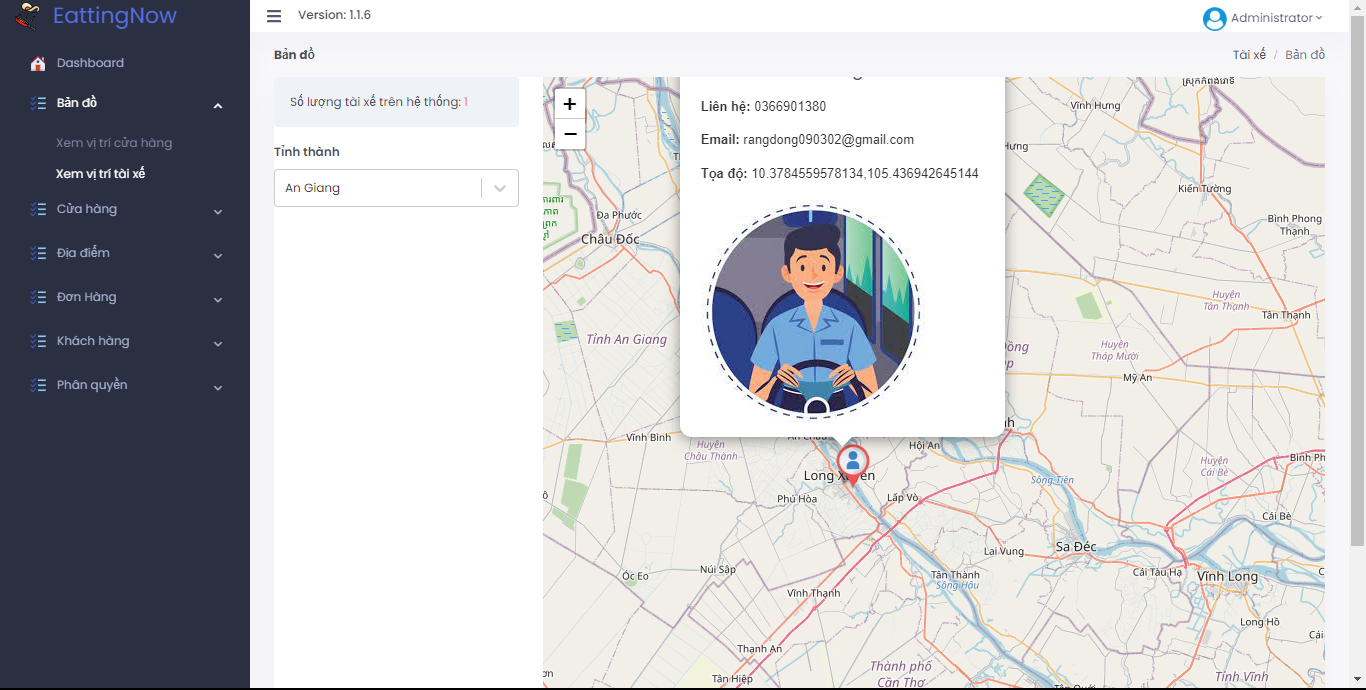 EattingNow
Version: 1.1.6
Administrator
Dashboard
Bản đồ
Xem vị trí cửa hàng
Xem vị trí tài xế
Cửa hàng
Địa điểm
Đơn Hàng
Khách hàng
Phân quyền
Bản đồ
Tài xế / Bản đồ
Số lượng tài xế trên hệ thống: 1
Tỉnh thành
An Giang
+
−
Liên hệ: 0366901380
Email: rangdong090302@gmail.com
Tọa độ: 10.3784559578134,105.436942645144
Vĩnh Hưng
Kiến Tường
Bình Phong
Thạnh
Đa Phước
Châu Đốc
Huyện
Tân Thạnh
Tân Thạnh
Tỉnh An Giang
Huyện
Tháp Mười
Mỹ An
Vĩnh Bình
Huyện
Châu Thành
Hội An
Long Xuyên
Phú Hòa
Lấp Vò
Sông Tiền
Huyện
Cái Bè
Cái Bè
Sa Đéc
Lai Vung
Óc Eo
Núi Sập
Tân Thành
Sông Hậu
Cái Tàu Hạ
Vĩnh Long
Vĩnh Thạnh
Long Hồ
Thạnh An
Thành phố
Cần Thơ
Tân Hiệp
Tỉnh Vĩnh